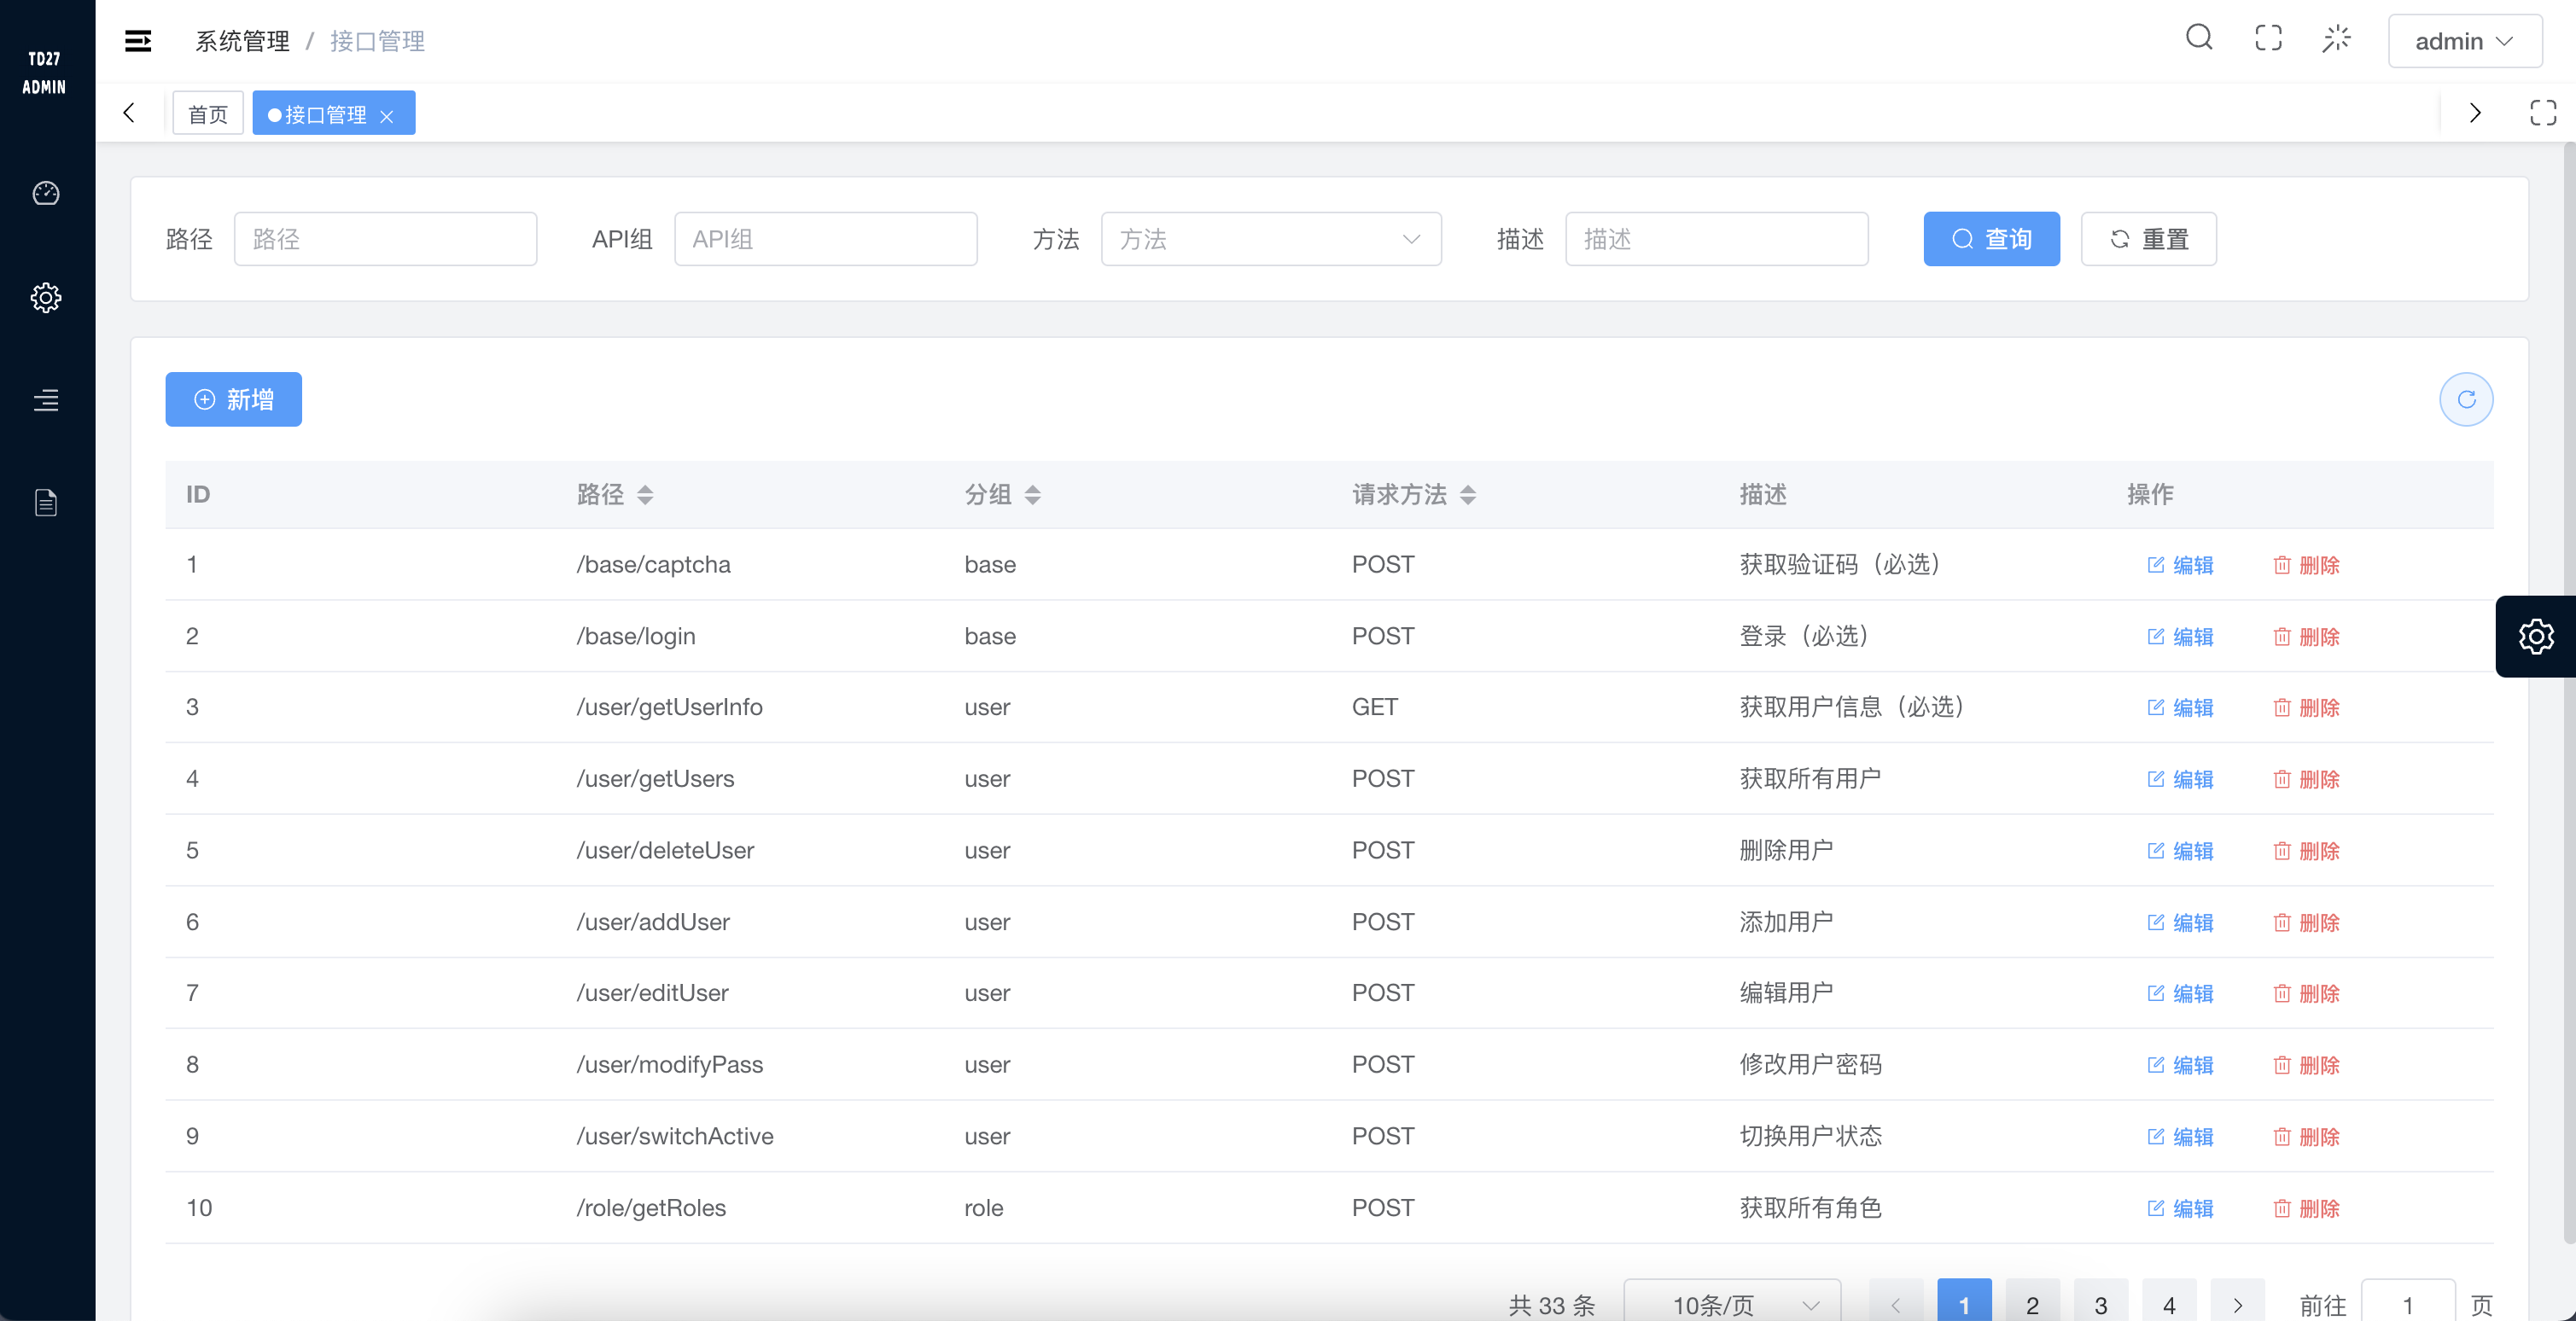 TD27
ADMIN
系统管理 / 接口管理
admin
首页
接口管理
路径 路径 API组 API组 方法 方法 描述 描述 查询 重置
新增
ID 路径 分组 请求方法 描述 操作
1 /base/captcha base POST 获取验证码（必选） 编辑 删除
2 /base/login base POST 登录（必选） 编辑 删除
3 /user/getUserInfo user GET 获取用户信息（必选） 编辑 删除
4 /user/getUsers user POST 获取所有用户 编辑 删除
5 /user/deleteUser user POST 删除用户 编辑 删除
6 /user/addUser user POST 添加用户 编辑 删除
7 /user/editUser user POST 编辑用户 编辑 删除
8 /user/modifyPass user POST 修改用户密码 编辑 删除
9 /user/switchActive user POST 切换用户状态 编辑 删除
10 /role/getRoles role POST 获取所有角色 编辑 删除
共 33 条 10条/页 1 2 3 4 前往 1 页